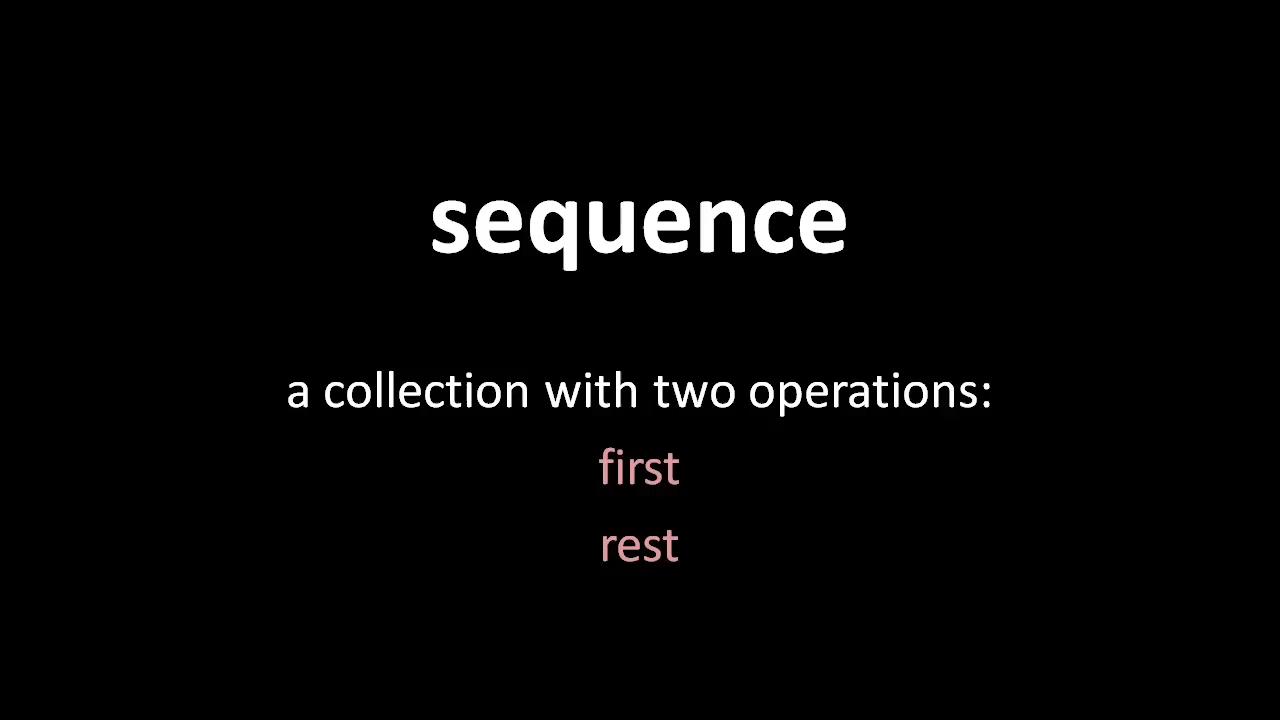 sequence
a collection with two operations:
first
rest